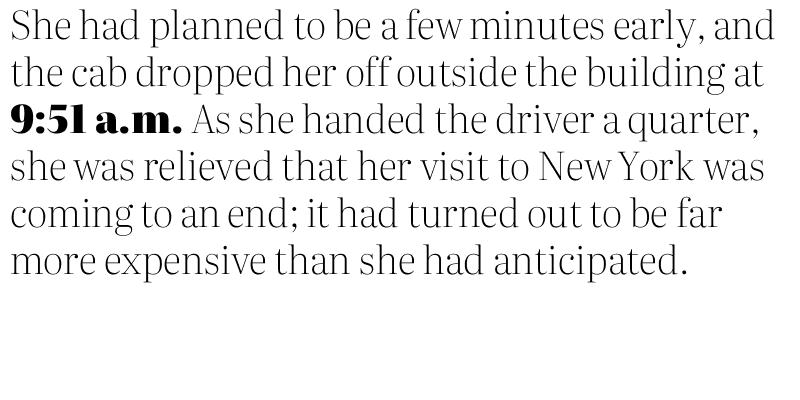 She had planned to be a few minutes early, and
the cab dropped her off outside the building at
9:51 a.m. As she handed the driver a quarter,
she was relieved that her visit to New York was
coming to an end; it had turned out to be far
more expensive than she had anticipated.